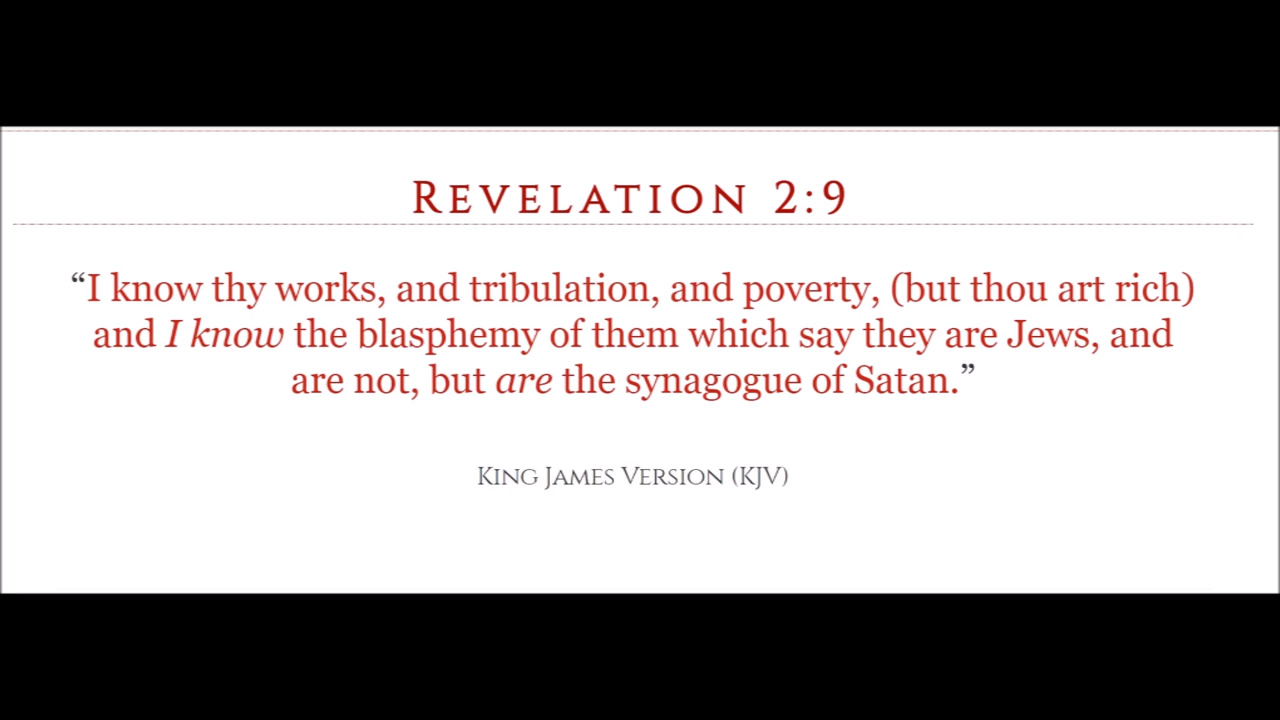 Revelation 2:9
“I know thy works, and tribulation, and poverty, (but thou art rich)
and I know the blasphemy of them which say they are Jews, and
are not, but are the synagogue of Satan.”
King James Version (KJV)